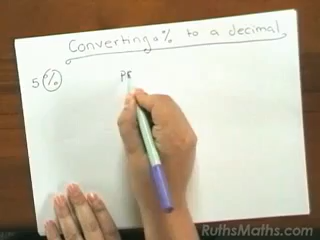 Converting a % to a decimal
5 % pr
RuthsMaths.com